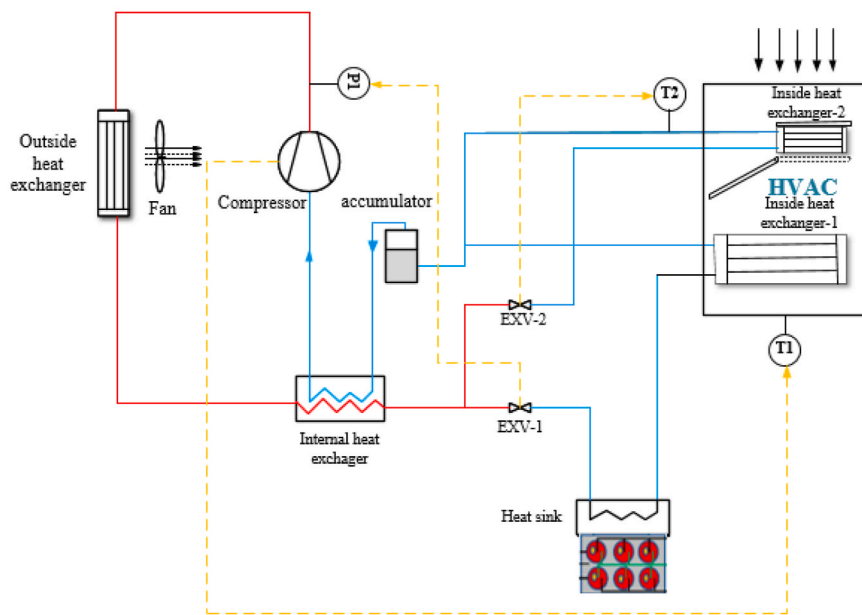 P1
T2
Inside heat
exchanger-2
Outside
heat
exchanger
Fan
Compressor
accumulator
HVAC
Inside heat
exchanger-1
EXV-2
T1
EXV-1
Internal heat
exchager
Heat sink